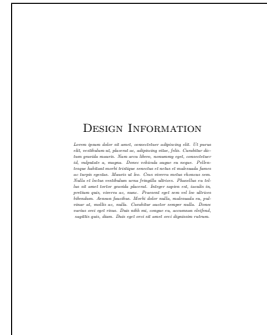 DESIGN INFORMATION
Lorem ipsum dolor sit amet, consectetuer adipiscing elit. Ut purus
elit, vestibulum ut, placerat ac, adipiscing vitae, felis. Curabitur dic-
tum gravida mauris. Nam arcu libero, nonummy eget, consectetuer
id, vulputate a, magna. Donec vehicula augue eu neque. Pellen-
tesque habitant morbi tristique senectus et netus et malesuada fames
ac turpis egestas. Mauris ut leo. Cras viverra metus rhoncus sem.
Nulla et lectus vestibulum urna fringilla ultrices. Phasellus eu tel-
lus sit amet tortor gravida placerat. Integer sapien est, iaculis in,
pretium quis, viverra ac, nunc. Praesent eget sem vel leo ultrices
bibendum. Aenean faucibus. Morbi dolor nulla, malesuada eu, pul-
vinar at, mollis ac, nulla. Curabitur auctor semper nulla. Donec
varius orci eget risus. Duis nibh mi, congue eu, accumsan eleifend,
sagittis quis, diam. Duis eget orci sit amet orci dignissim rutrum.